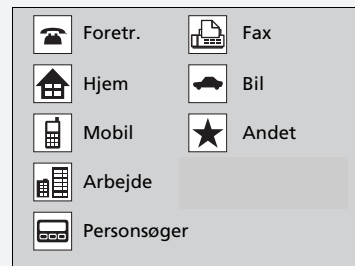 Foretr.
Fax
Hjem
Bil
Mobil
Andet
Arbejde
Personsøger